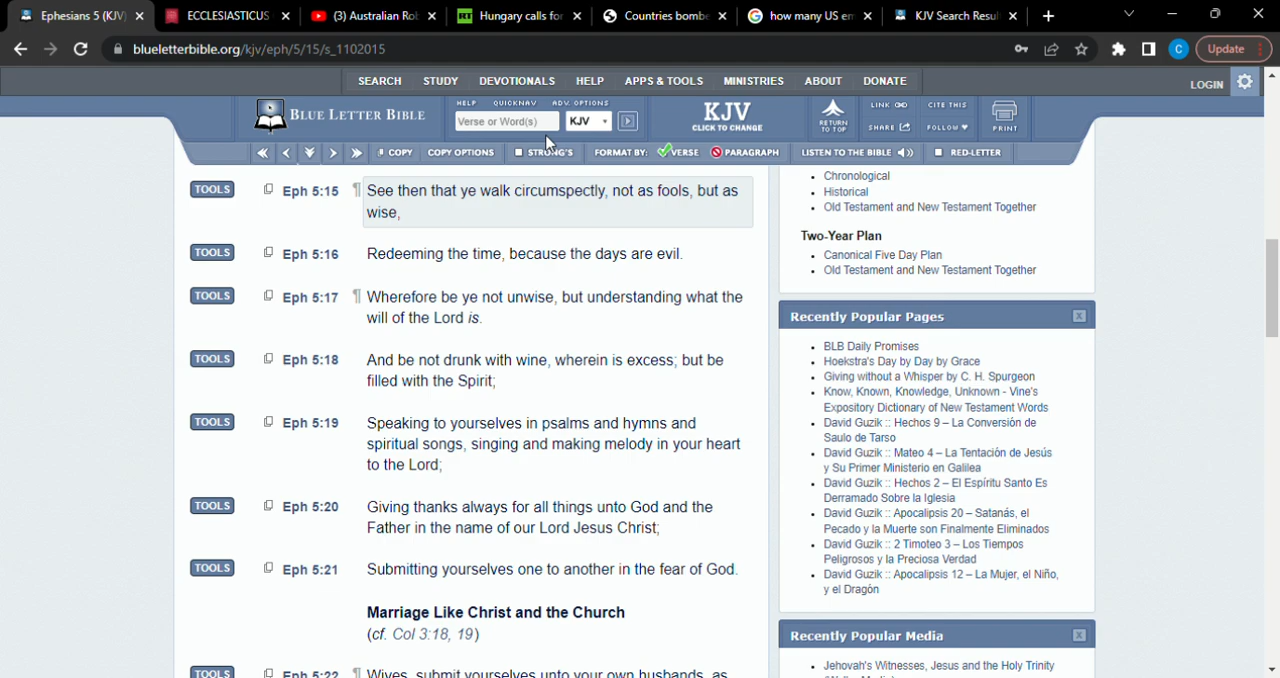 Ephesians 5 (KJV)
ECCLESIASTICUS
(3) Australian Ro
Hungary calls for
Countries bombe
how many US em
KJV Search Resul
blueletterbible.org/kjv/eph/5/15/s_1102015
C
Update
SEARCH STUDY DEVOTIONALS HELP APPS & TOOLS MINISTRIES ABOUT DONATE
LOGIN
BLUE LETTER BIBLE
HELP QUICKNAV ADV. OPTIONS
Verse or Word(s)
KJV
KJV
CLICK TO CHANGE
RETURN
TO TOP
LINK
CITE THIS
SHARE
FOLLOW
PRINT
COPY
COPY OPTIONS
STRONG'S
FORMAT BY:
VERSE
PARAGRAPH
LISTEN TO THE BIBLE
RED-LETTER
TOOLS
Eph 5:15
¶ See then that ye walk circumspectly, not as fools, but as
wise,
TOOLS
Eph 5:16
Redeeming the time, because the days are evil.
TOOLS
Eph 5:17
¶ Wherefore be ye not unwise, but understanding what the
will of the Lord is.
TOOLS
Eph 5:18
And be not drunk with wine, wherein is excess; but be
filled with the Spirit;
TOOLS
Eph 5:19
Speaking to yourselves in psalms and hymns and
spiritual songs, singing and making melody in your heart
to the Lord;
TOOLS
Eph 5:20
Giving thanks always for all things unto God and the
Father in the name of our Lord Jesus Christ;
TOOLS
Eph 5:21
Submitting yourselves one to another in the fear of God.
Marriage Like Christ and the Church
(cf. Col 3:18, 19)
TOOLS
Eph 5:22
¶ Wives, submit yourselves unto your own husbands, as
Chronological
Historical
Old Testament and New Testament Together
Two-Year Plan
Canonical Five Day Plan
Old Testament and New Testament Together
Recently Popular Pages
x
BLB Daily Promises
Hoekstra's Day by Day by Grace
Giving without a Whisper by C. H. Spurgeon
Know, Known, Knowledge, Unknown - Vine's
Expository Dictionary of New Testament Words
David Guzik :: Hechos 9 – La Conversión de
Saulo de Tarso
David Guzik :: Mateo 4 – La Tentación de Jesús
y Su Primer Ministerio en Galilea
David Guzik :: Hechos 2 – El Espíritu Santo Es
Derramado Sobre la Iglesia
David Guzik :: Apocalipsis 20 – Satanás, el
Pecado y la Muerte son Finalmente Eliminados
David Guzik :: 2 Timoteo 3 – Los Tiempos
Peligrosos y la Preciosa Verdad
David Guzik :: Apocalipsis 12 – La Mujer, el Niño,
y el Dragón
Recently Popular Media
x
Jehovah's Witnesses, Jesus and the Holy Trinity